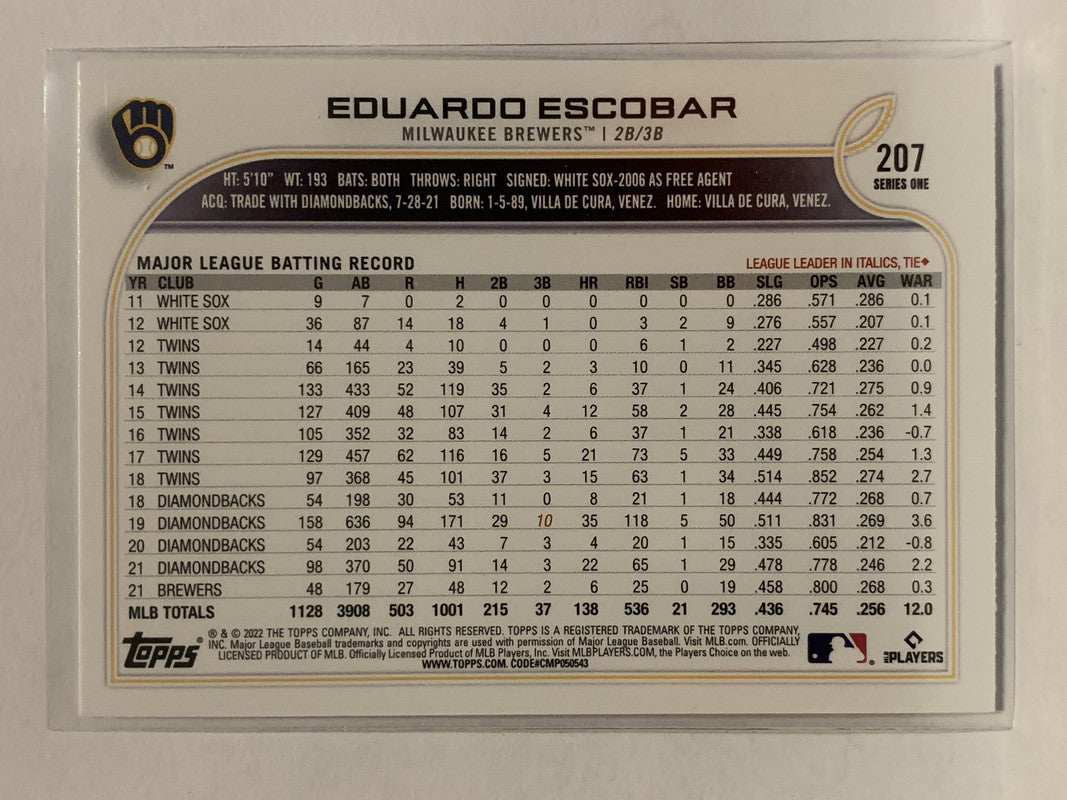 EDUARDO ESCOBAR
MILWAUKEE BREWERS™ | 2B/3B
™
207
SERIES ONE
HT: 5'10" WT: 193 BATS: BOTH THROWS: RIGHT SIGNED: WHITE SOX-2006 AS FREE AGENT
ACQ: TRADE WITH DIAMONDBACKS, 7-28-21 BORN: 1-5-89, VILLA DE CURA, VENEZ. HOME: VILLA DE CURA, VENEZ.
MAJOR LEAGUE BATTING RECORD LEAGUE LEADER IN ITALICS, TIE◆
YR CLUB G AB R H 2B 3B HR RBI SB BB SLG OPS AVG WAR
11 WHITE SOX 9 7 0 2 0 0 0 0 0 0 .286 .571 .286 0.1
12 WHITE SOX 36 87 14 18 4 1 0 3 2 9 .276 .557 .207 0.1
12 TWINS 14 44 4 10 0 0 0 6 1 2 .227 .498 .227 0.2
13 TWINS 66 165 23 39 5 2 3 10 0 11 .345 .628 .236 0.0
14 TWINS 133 433 52 119 35 2 6 37 1 24 .406 .721 .275 0.9
15 TWINS 127 409 48 107 31 4 12 58 2 28 .445 .754 .262 1.4
16 TWINS 105 352 32 83 14 2 6 37 1 21 .338 .618 .236 -0.7
17 TWINS 129 457 62 116 16 5 21 73 5 33 .449 .758 .254 1.3
18 TWINS 97 368 45 101 37 3 15 63 1 34 .514 .852 .274 2.7
18 DIAMONDBACKS 54 198 30 53 11 0 8 21 1 18 .444 .772 .268 0.7
19 DIAMONDBACKS 158 636 94 171 29 10 35 118 5 50 .511 .831 .269 3.6
20 DIAMONDBACKS 54 203 22 43 7 3 4 20 1 15 .335 .605 .212 -0.8
21 DIAMONDBACKS 98 370 50 91 14 3 22 65 1 29 .478 .778 .246 2.2
21 BREWERS 48 179 27 48 12 2 6 25 0 19 .458 .800 .268 0.3
MLB TOTALS 1128 3908 503 1001 215 37 138 536 21 293 .436 .745 .256 12.0
Topps®
® & © 2022 THE TOPPS COMPANY, INC. ALL RIGHTS RESERVED. TOPPS IS A REGISTERED TRADEMARK OF THE TOPPS COMPANY,
INC. Major League Baseball trademarks and copyrights are used with permission of Major League Baseball. Visit MLB.com. OFFICIALLY
LICENSED PRODUCT OF MLB. Officially Licensed Product of MLB Players, Inc. Visit MLBPLAYERS.COM, the Players Choice on the web.
WWW.TOPPS.COM. CODE#CMP050543
MLB PLAYERS